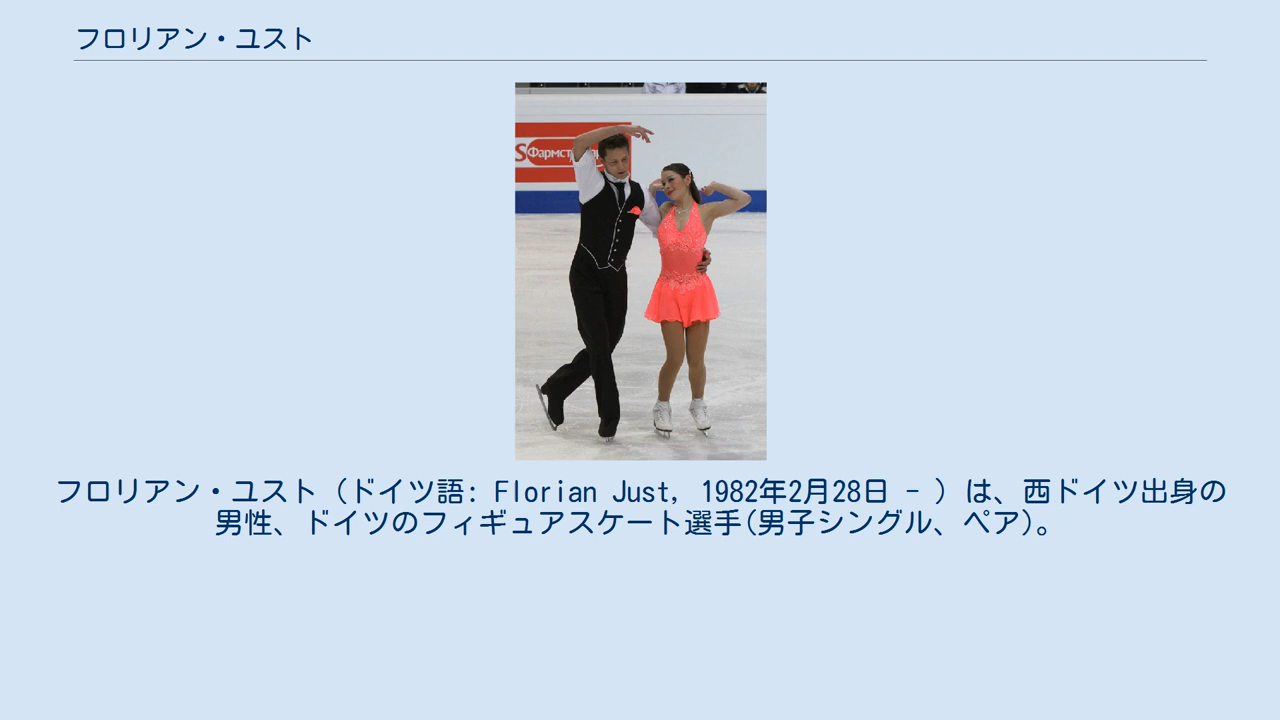 フロリアン・ユスト
SФармст
フロリアン・ユスト（ドイツ語: Florian Just, 1982年2月28日 - ）は、西ドイツ出身の
男性、ドイツのフィギュアスケート選手(男子シングル、ペア)。